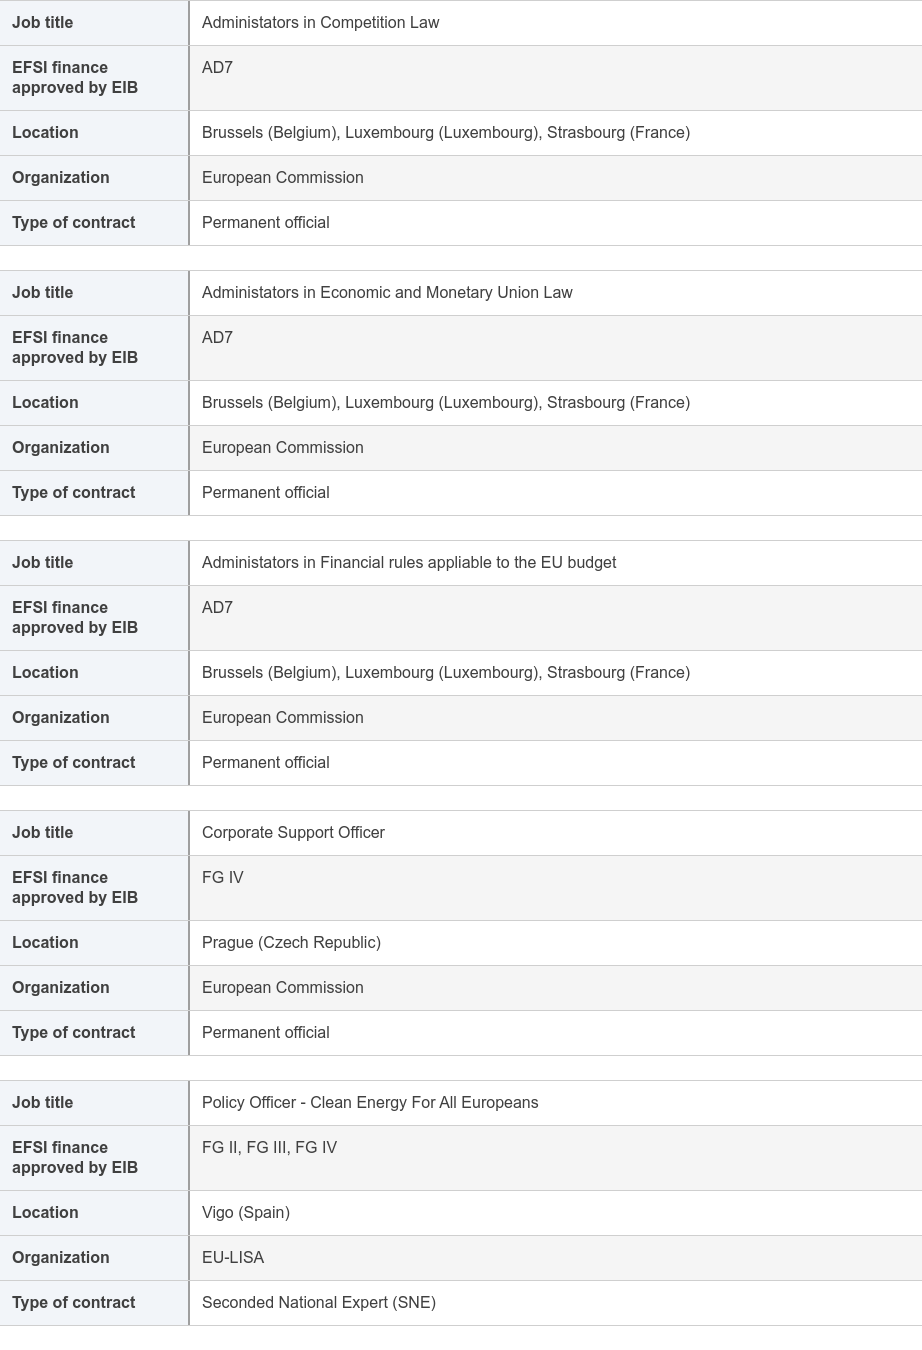 Job title Administators in Competition Law
EFSI finance approved by EIB AD7
Location Brussels (Belgium), Luxembourg (Luxembourg), Strasbourg (France)
Organization European Commission
Type of contract Permanent official
Job title Administators in Economic and Monetary Union Law
EFSI finance approved by EIB AD7
Location Brussels (Belgium), Luxembourg (Luxembourg), Strasbourg (France)
Organization European Commission
Type of contract Permanent official
Job title Administators in Financial rules appliable to the EU budget
EFSI finance approved by EIB AD7
Location Brussels (Belgium), Luxembourg (Luxembourg), Strasbourg (France)
Organization European Commission
Type of contract Permanent official
Job title Corporate Support Officer
EFSI finance approved by EIB FG IV
Location Prague (Czech Republic)
Organization European Commission
Type of contract Permanent official
Job title Policy Officer - Clean Energy For All Europeans
EFSI finance approved by EIB FG II, FG III, FG IV
Location Vigo (Spain)
Organization EU-LISA
Type of contract Seconded National Expert (SNE)